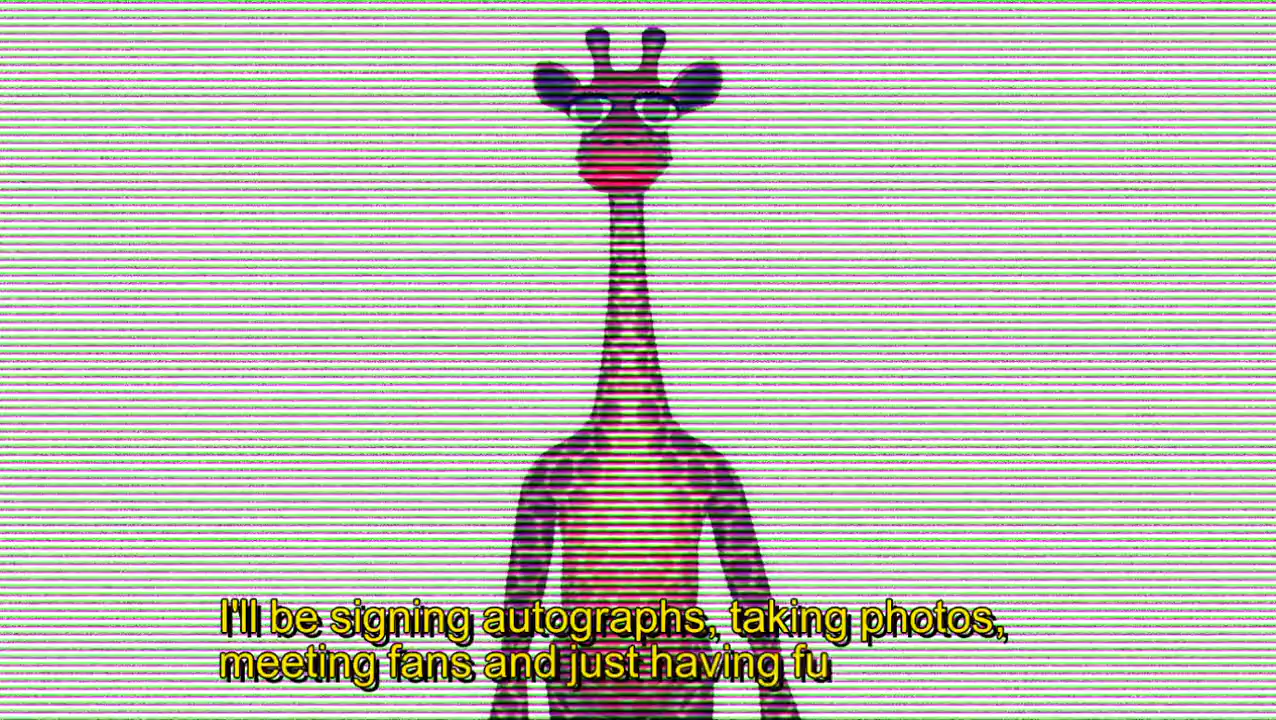 I'll be signing autographs, taking photos,
meeting fans and just having fu